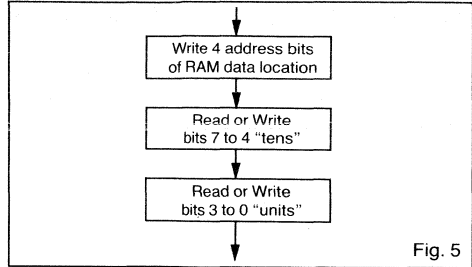 Write 4 address bits
of RAM data location
Read or Write
bits 7 to 4 “tens”
Read or Write
bits 3 to 0 “units”
Fig. 5